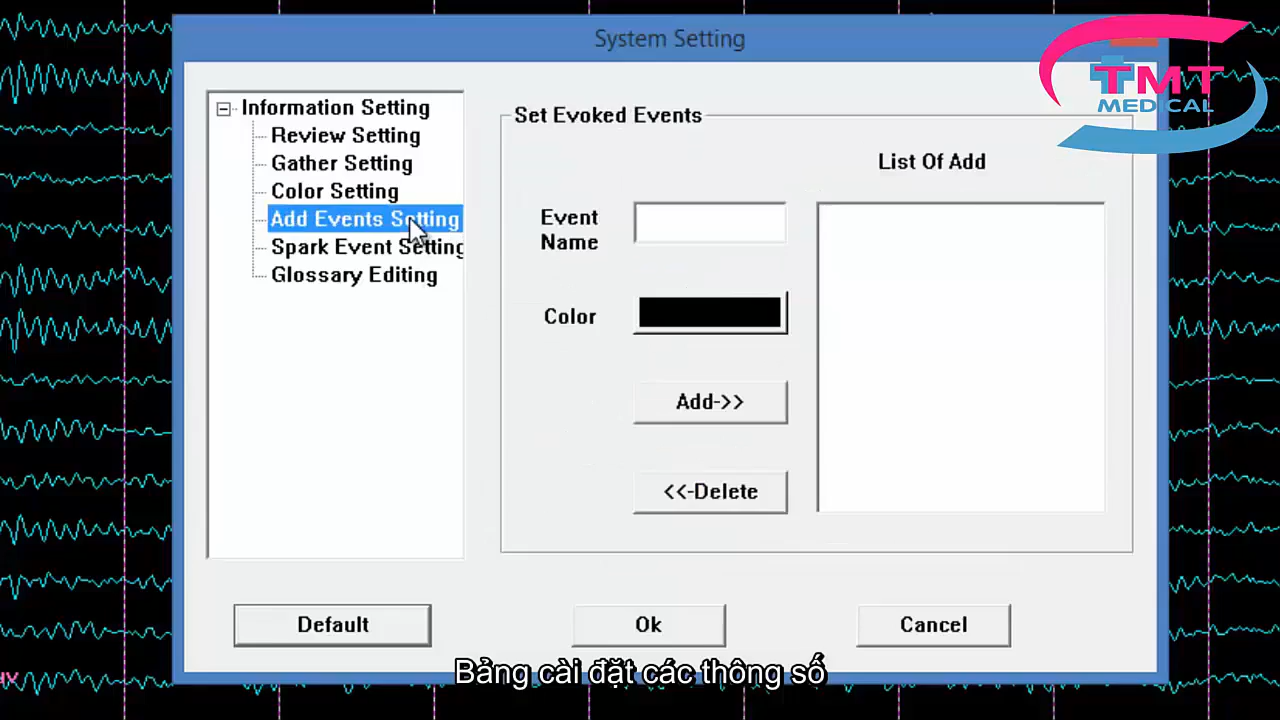 System Setting
TMT
MEDICAL
Information Setting
Review Setting
Gather Setting
Color Setting
Add Events Setting
Spark Event Setting
Glossary Editing
Set Evoked Events
List Of Add
Event
Name
Color
Add->>
<<-Delete
Default
Ok
Cancel
Bảng cài đặt các thông số